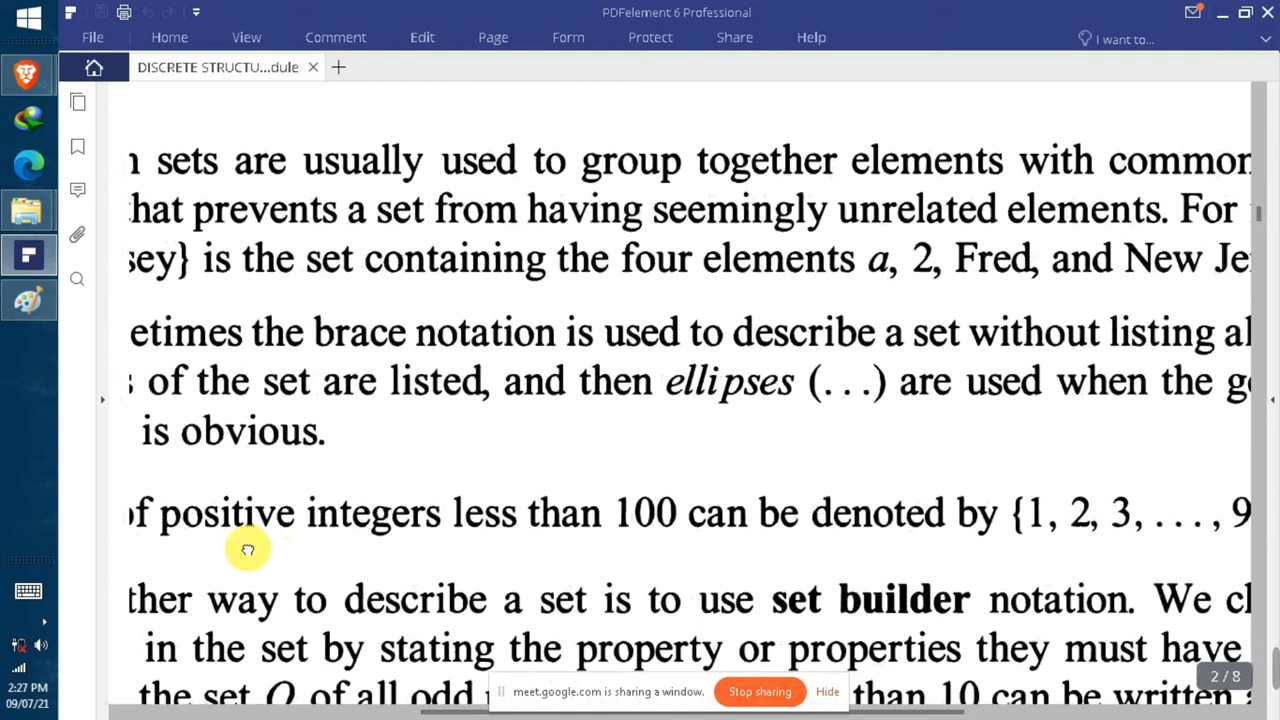 PDFelement 6 Professional
File Home View Comment Edit Page Form Protect Share Help I want to...
DISCRETE STRUCTU...dule
sets are usually used to group together elements with common
that prevents a set from having seemingly unrelated elements. For
sey} is the set containing the four elements a, 2, Fred, and New Je
etimes the brace notation is used to describe a set without listing al
of the set are listed, and then ellipses (. . .) are used when the ge
is obvious.
of positive integers less than 100 can be denoted by {1, 2, 3, . . . , 9
ther way to describe a set is to use set builder notation. We cl
in the set by stating the property or properties they must have
the set O of all odd
than 10 can be written
meet.google.com is sharing a window. Stop sharing Hide
2 / 8
2:27 PM
09/07/21